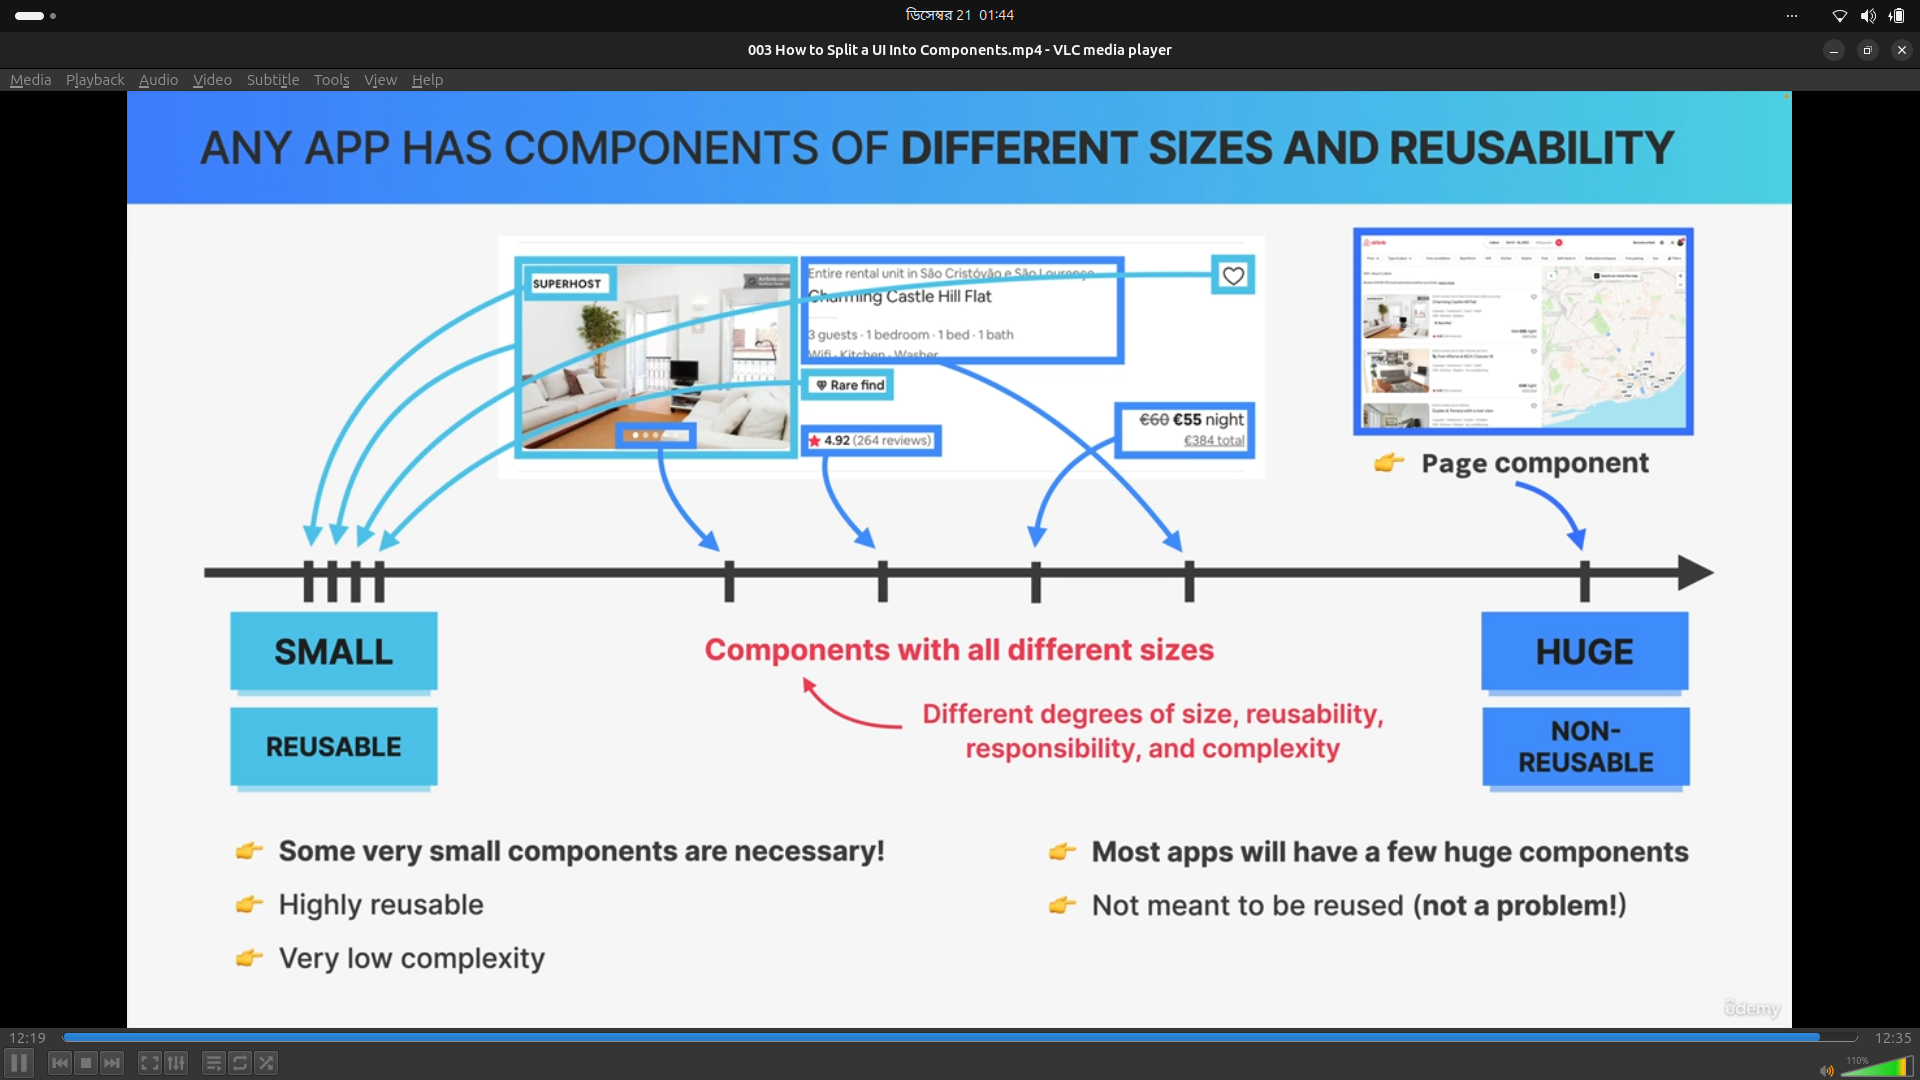 ডিসেম্বর 21 01:44
003 How to Split a UI Into Components.mp4 - VLC media player
Media Playback Audio Video Subtitle Tools View Help
ANY APP HAS COMPONENTS OF DIFFERENT SIZES AND REUSABILITY
SUPERHOST
Entire rental unit in São Cristóvão e São Lourenço
Charming Castle Hill Flat
3 guests · 1 bedroom · 1 bed · 1 bath
Wifi · Kitchen · Washer
Rare find
4.92 (264 reviews)
€60 €55 night
€384 total
👉 Page component
SMALL
REUSABLE
Components with all different sizes
Different degrees of size, reusability,
responsibility, and complexity
HUGE
NON-
REUSABLE
👉 Some very small components are necessary!
👉 Highly reusable
👉 Very low complexity
👉 Most apps will have a few huge components
👉 Not meant to be reused (not a problem!)
ûdemy
12:19
12:35
110%